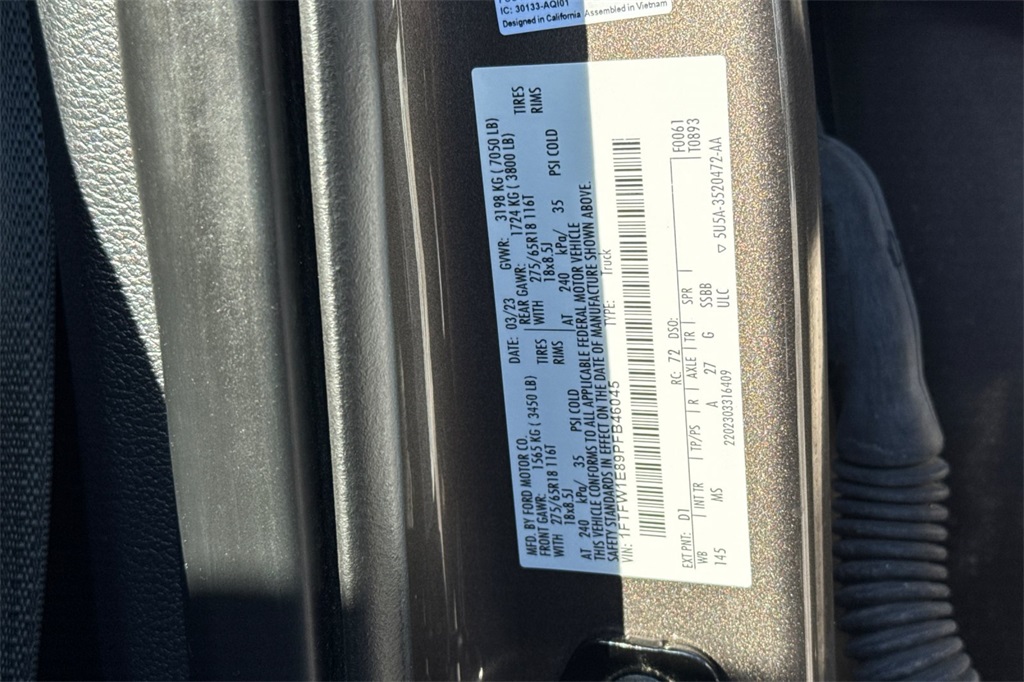 IC: 30133-AQI01
Designed in California Assembled in Vietnam
MFD. BY FORD MOTOR CO. DATE: 03/23 GVWR: 3198 KG ( 7050 LB)
FRONT GAWR: 1565 KG ( 3450 LB) REAR GAWR: 1724 KG ( 3800 LB)
WITH 275/65R18 116T TIRES WITH 275/65R18 116T TIRES
18x8.5J RIMS 18x8.5J RIMS
AT 240 kPa/ 35 PSI COLD AT 240 kPa/ 35 PSI COLD
THIS VEHICLE CONFORMS TO ALL APPLICABLE FEDERAL MOTOR VEHICLE
SAFETY STANDARDS IN EFFECT ON THE DATE OF MANUFACTURE SHOWN ABOVE.
VIN: 1FTFW1E89PFB46045 TYPE: Truck
F0061
EXT PNT: D1 RC: 72 DSO: T0893
WB INT TR TP/PS R AXLE TR SPR
145 MS A 27 G SSBB
2202303316409 ULC ▽ 5U5A-3520472-AA